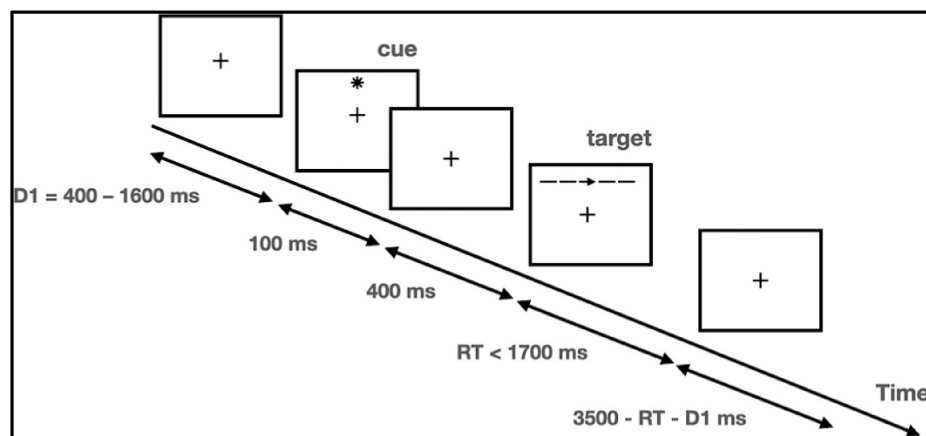 cue
target
D1 = 400 – 1600 ms
100 ms
400 ms
RT < 1700 ms
Time
3500 - RT - D1 ms